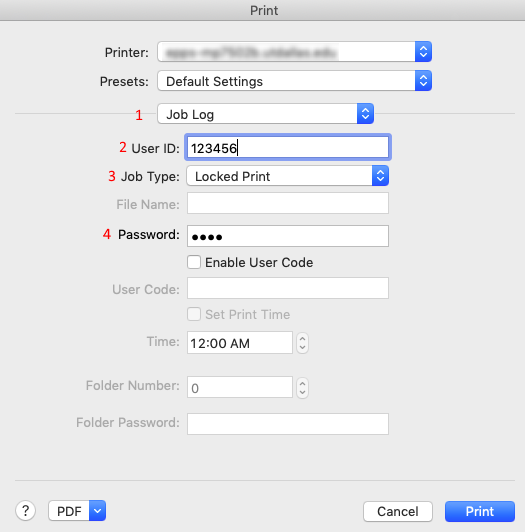 Print
Printer:
Presets: Default Settings
1 Job Log
2 User ID: 123456
3 Job Type: Locked Print
File Name:
4 Password: ••••
Enable User Code
User Code:
Set Print Time
Time: 12:00 AM
Folder Number: 0
Folder Password:
? PDF Cancel Print